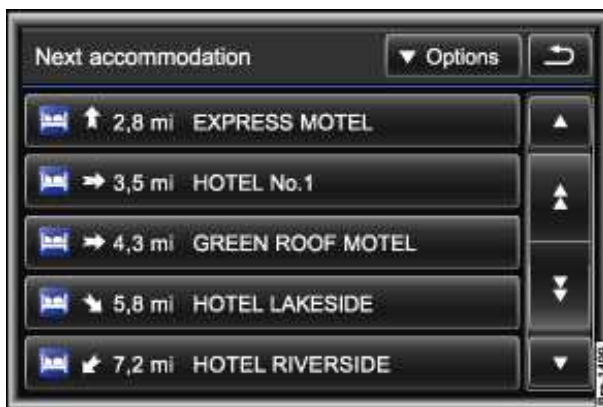 Next accommodation
Options
2,8 mi EXPRESS MOTEL
3,5 mi HOTEL No.1
4,3 mi GREEN ROOF MOTEL
5,8 mi HOTEL LAKESIDE
7,2 mi HOTEL RIVERSIDE